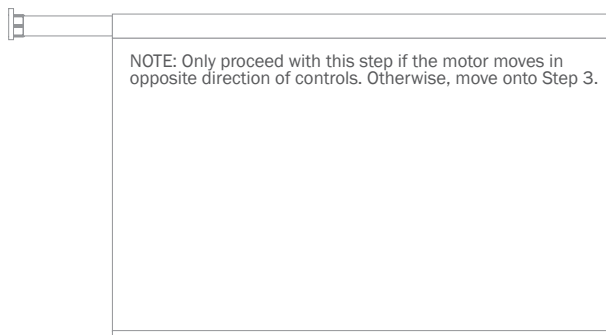 NOTE: Only proceed with this step if the motor moves in
opposite direction of controls. Otherwise, move onto Step 3.